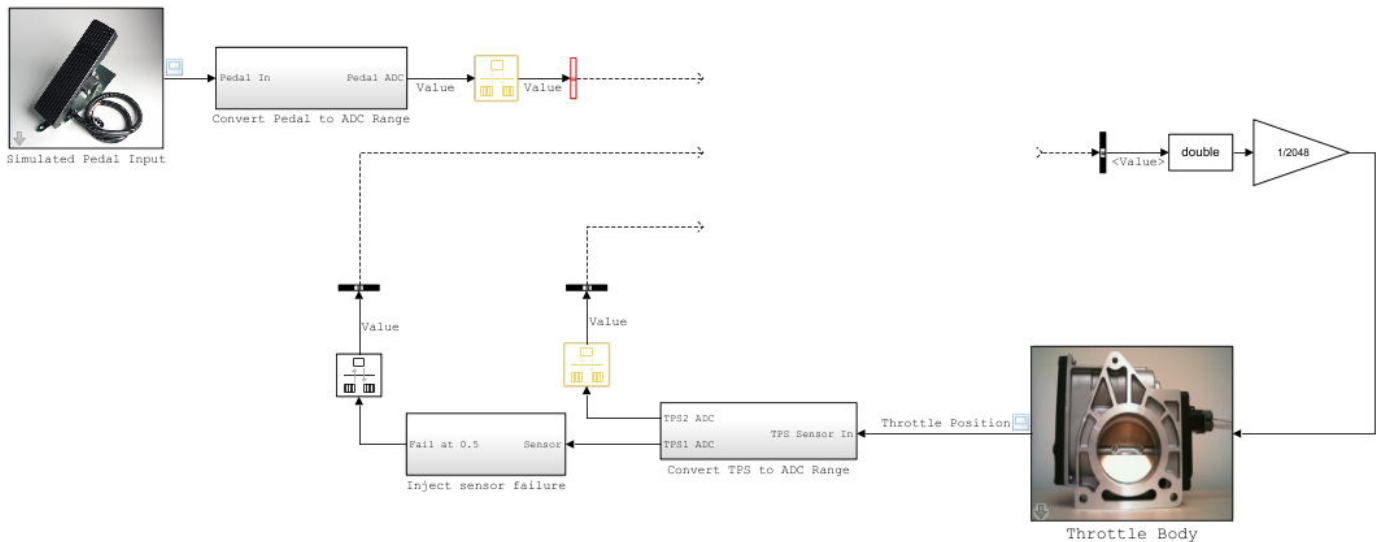 Pedal In
Pedal ADC
Value
Value
Convert Pedal to ADC Range
Simulated Pedal Input
<Value>
double
1/2048
Value
Value
TPS2 ADC
TPS1 ADC
TPS Sensor In
Throttle Position
Fail at 0.5
Sensor
Convert TPS to ADC Range
Inject sensor failure
Throttle Body